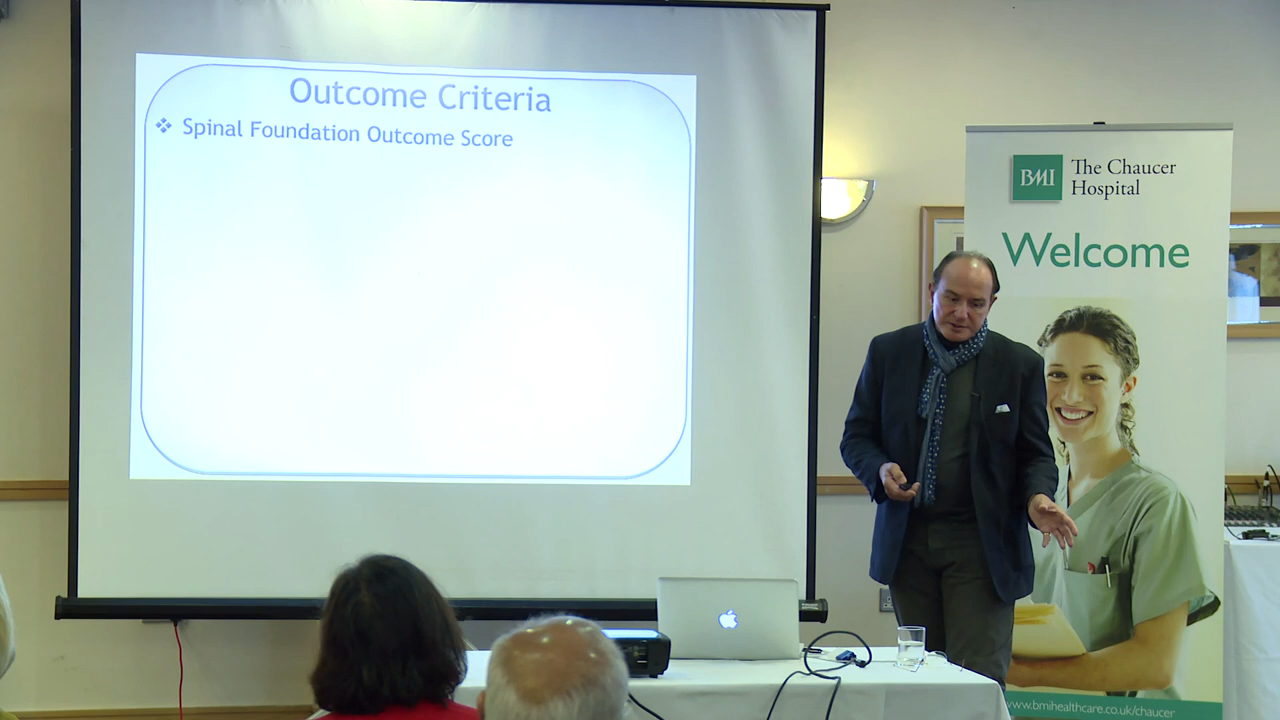 Outcome Criteria
❖ Spinal Foundation Outcome Score
BMI
The Chaucer
Hospital
Welcome
www.bmihealthcare.co.uk/chaucer